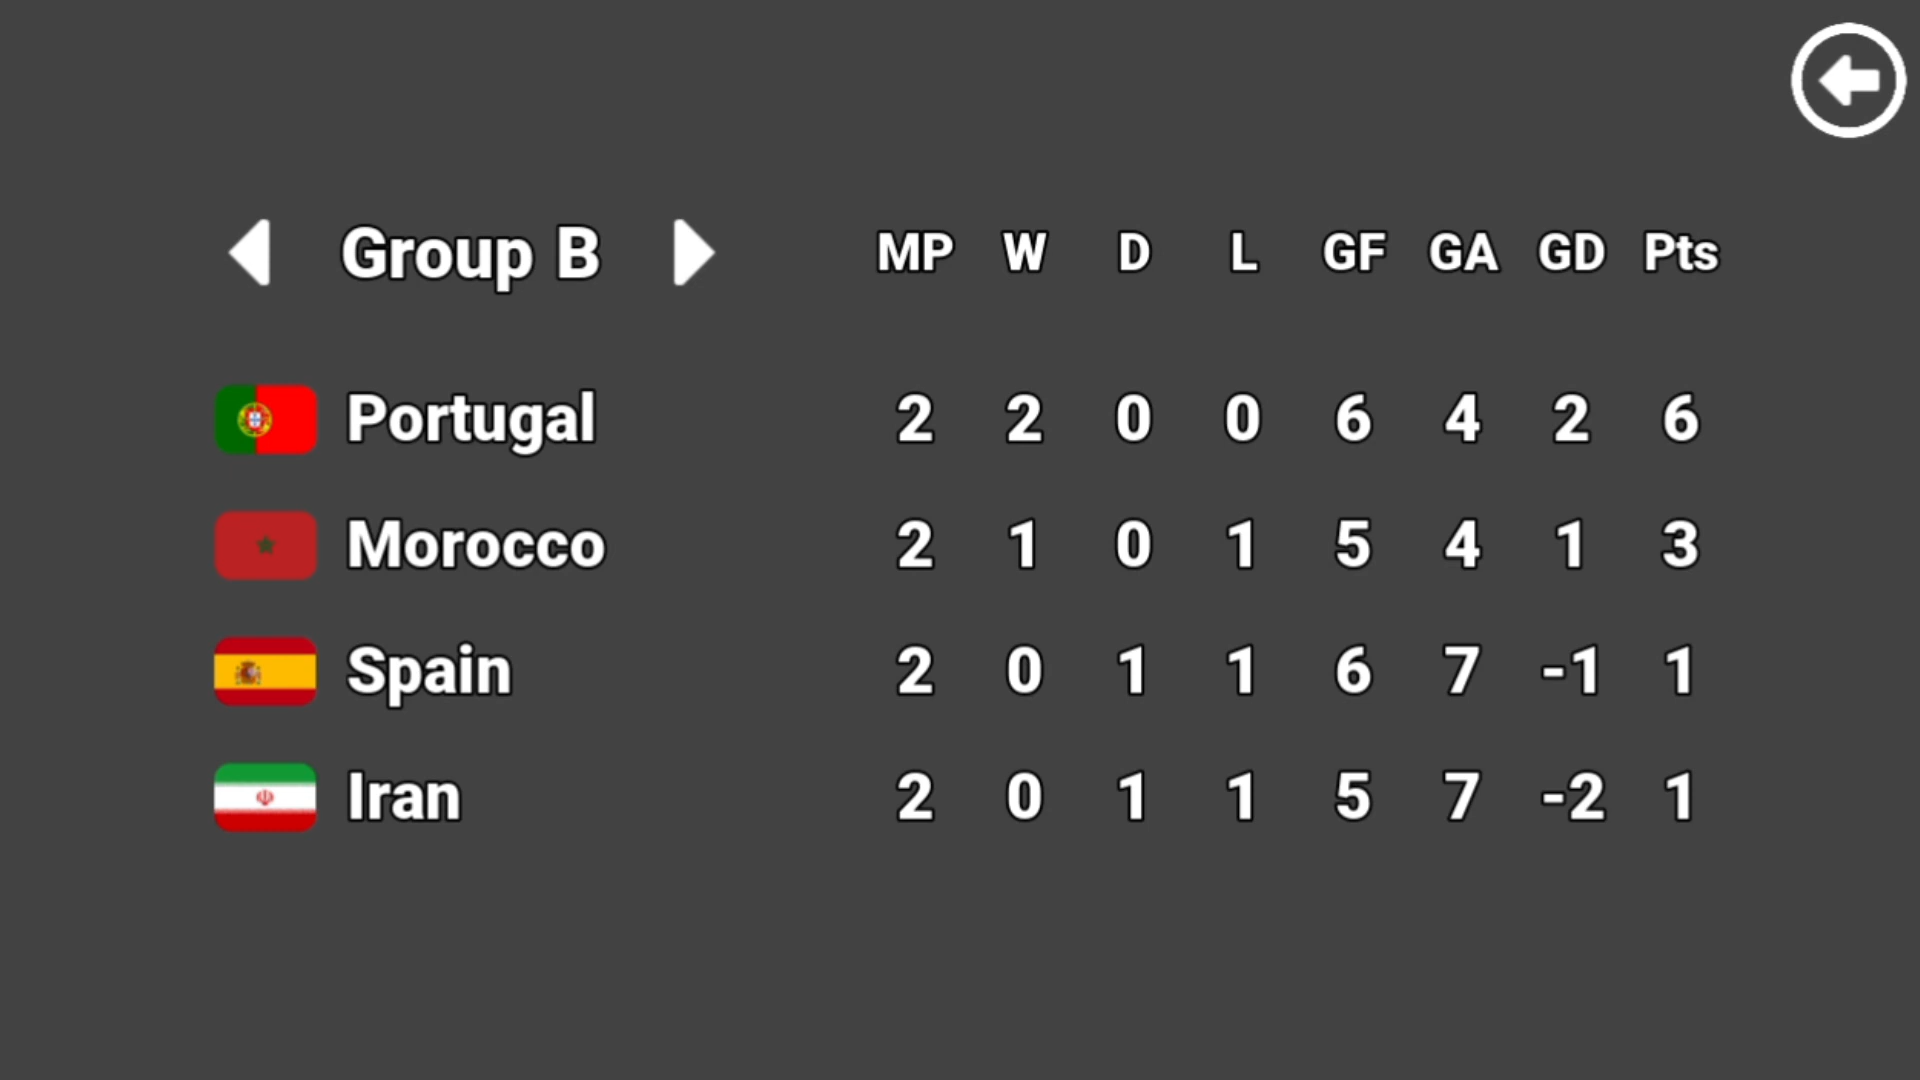 Group B MP W D L GF GA GD Pts
Portugal 2 2 0 0 6 4 2 6
Morocco 2 1 0 1 5 4 1 3
Spain 2 0 1 1 6 7 -1 1
Iran 2 0 1 1 5 7 -2 1